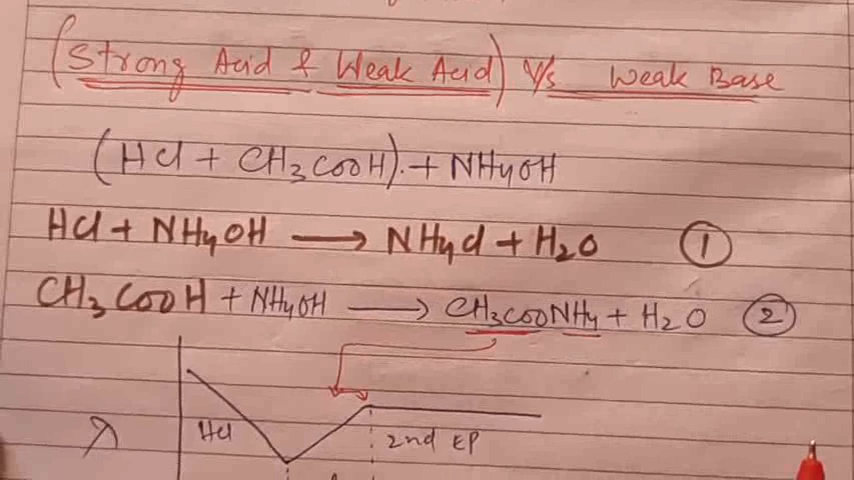 (Strong Acid & Weak Acid) V/s Weak Base
(HCl + CH3COOH) + NH4OH
HCl + NH4OH → NH4Cl + H2O 1
CH3COOH + NH4OH → CH3COONH4 + H2O 2
λ HCl 2nd EP